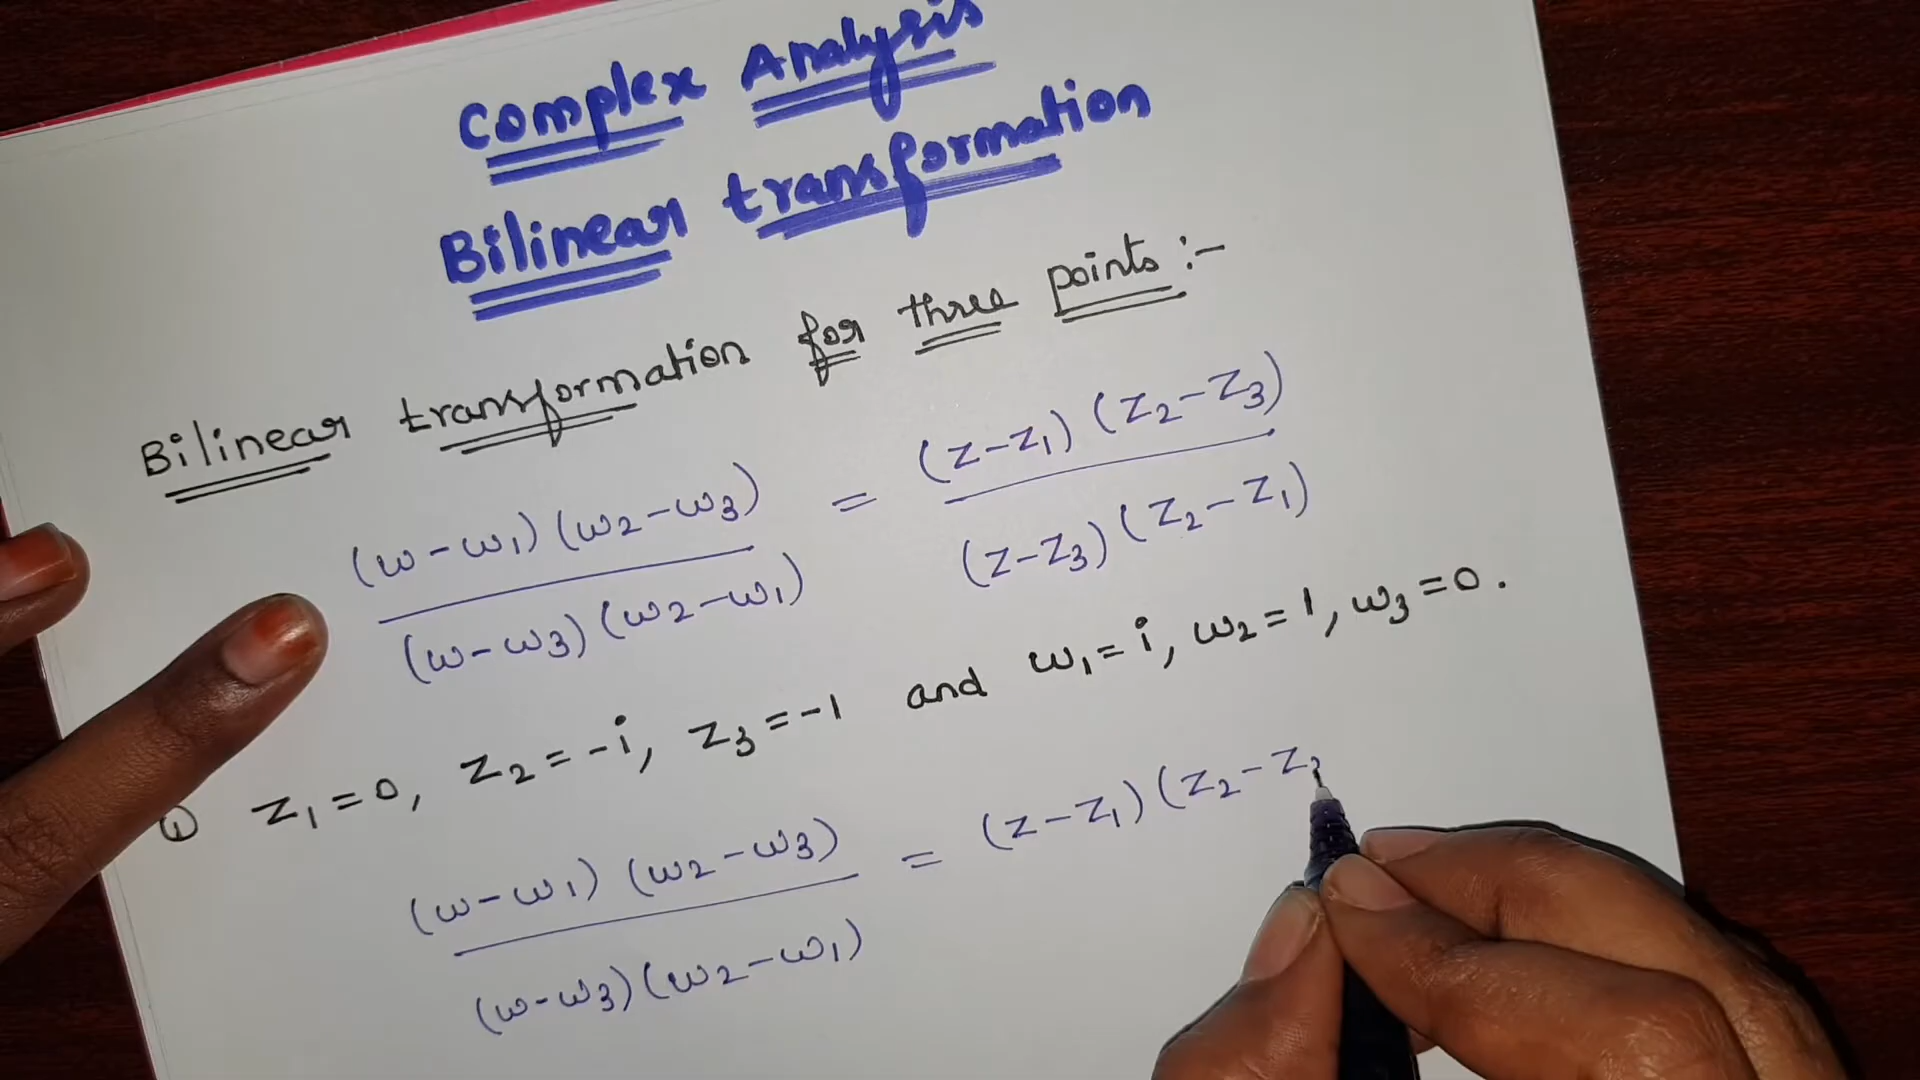 Complex Analysis
Bilinear transformation
Bilinear transformation for three points :-
(w-w₁)(w₂-w₃) / (w-w₃)(w₂-w₁) = (z-z₁)(z₂-z₃) / (z-z₃)(z₂-z₁)
① z₁=0, z₂=-i, z₃=-1 and w₁=i, w₂=1, w₃=0.
(w-w₁)(w₂-w₃) / (w-w₃)(w₂-w₁) = (z-z₁)(z₂-z